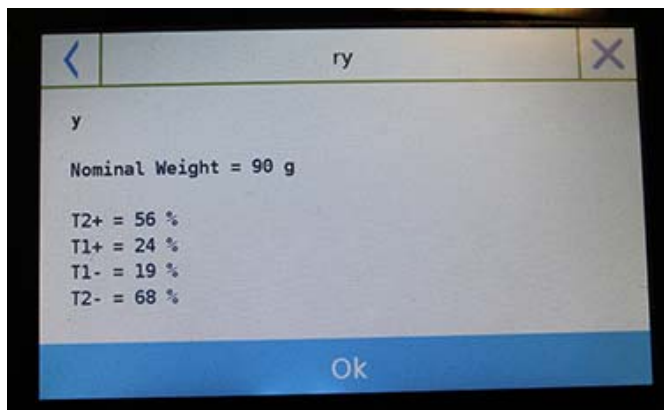 ry
y
Nominal Weight = 90 g
T2+ = 56 %
T1+ = 24 %
T1- = 19 %
T2- = 68 %
Ok